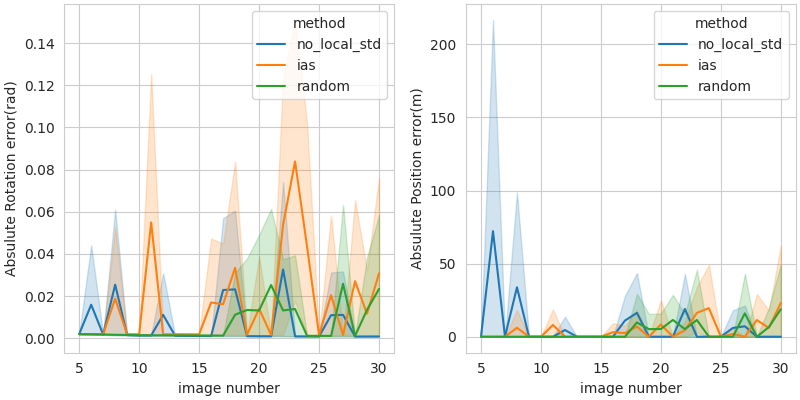 Absulute Rotation error(rad)
0.14
0.12
0.10
0.08
0.06
0.04
0.02
0.00
5 10 15 20 25 30
image number
method
no_local_std
ias
random
Absulute Position error(m)
200
150
100
50
0
5 10 15 20 25 30
image number
method
no_local_std
ias
random